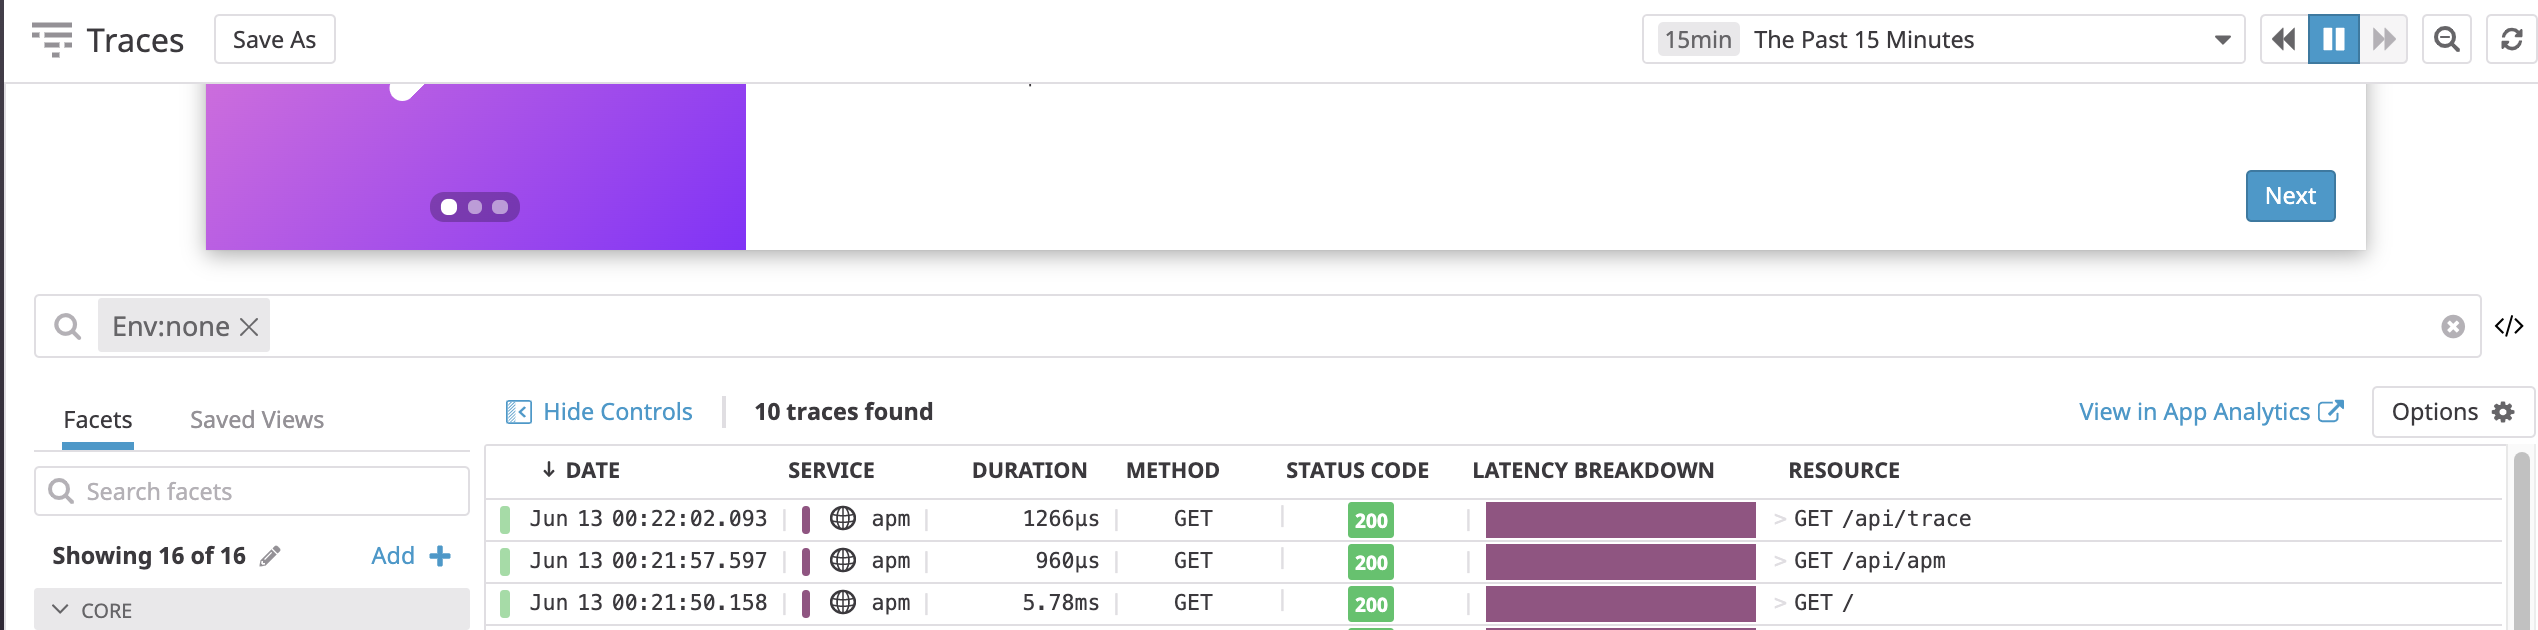 Traces
Save As
15min The Past 15 Minutes
Next
Env:none
</>
Facets
Saved Views
Hide Controls
10 traces found
View in App Analytics
Options
Search facets
Showing 16 of 16
Add
CORE
DATE SERVICE DURATION METHOD STATUS CODE LATENCY BREAKDOWN RESOURCE
Jun 13 00:22:02.093 apm 1266µs GET 200 > GET /api/trace
Jun 13 00:21:57.597 apm 960µs GET 200 > GET /api/apm
Jun 13 00:21:50.158 apm 5.78ms GET 200 > GET /